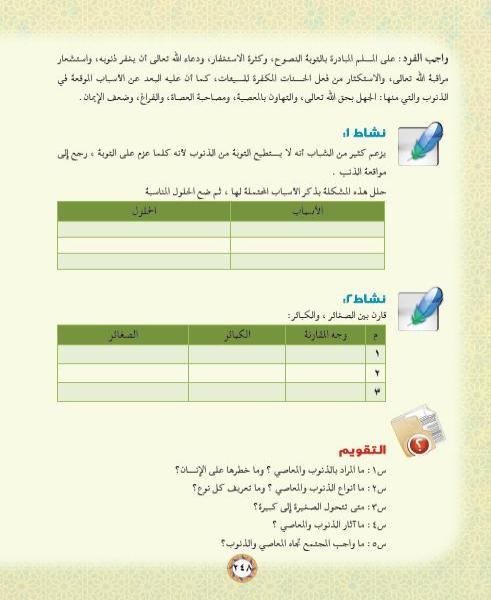 واجب الفرد: على المسلم المبادرة بالتوبة النصوح، وكثرة الاستغفار، ودعاء الله تعالى أن يغفر ذنوبه، واستشعار
مراقبة الله تعالى، والاستكثار من فعل الحسنات المكفرة للسيئات، كما أن عليه البعد عن الأسباب الموقعة في
الذنوب والتي منها: الجهل بحق الله تعالى، والتهاون بالمعصية، ومصاحبة العصاة، والفراغ، وضعف الإيمان.
نشاط ١:
يزعم كثير من الشباب أنه لا يستطيع التوبة من الذنوب لأنه كلما عزم على التوبة ، رجع إلى
مواقعة الذنب .
حلل هذه المشكلة بذكر الأسباب المحتملة لها ، ثم ضع الحلول المناسبة
الأسباب الحلول
نشاط ٢:
قارن بين الصغائر ، والكبائر:
م وجه المقارنة الكبائر الصغائر
١
٢
٣
التقويم
س١: ما المراد بالذنوب والمعاصي ؟ وما خطرها على الإنسان؟
س٢: ما أنواع الذنوب والمعاصي ؟ وما تعريف كل نوع؟
س٣: متى تتحول الصغيرة إلى كبيرة؟
س٤: ما آثار الذنوب والمعاصي ؟
س٥: ما واجب المجتمع تجاه المعاصي والذنوب؟
٢٤٨